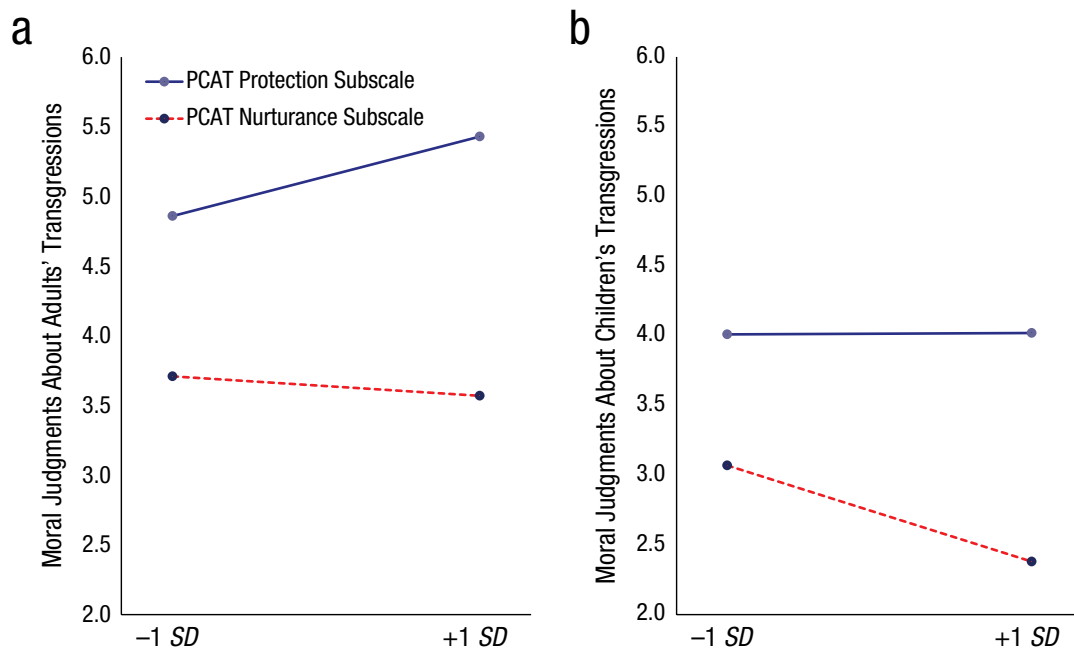 a
Moral Judgments About Adults’ Transgressions
6.0
5.5
5.0
4.5
4.0
3.5
3.0
2.5
2.0
PCAT Protection Subscale
PCAT Nurturance Subscale
–1 SD
+1 SD
b
Moral Judgments About Children’s Transgressions
6.0
5.5
5.0
4.5
4.0
3.5
3.0
2.5
2.0
–1 SD
+1 SD